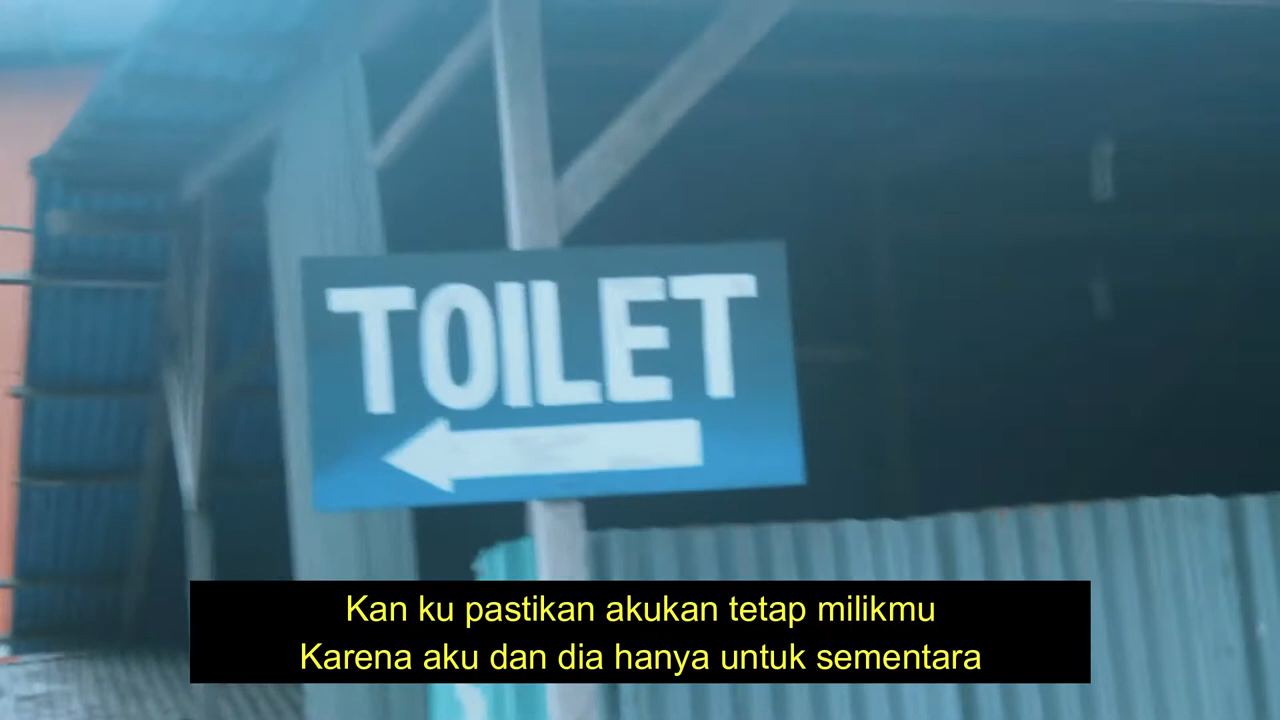 TOILET
Kan ku pastikan akukan tetap milikmu
Karena aku dan dia hanya untuk sementara